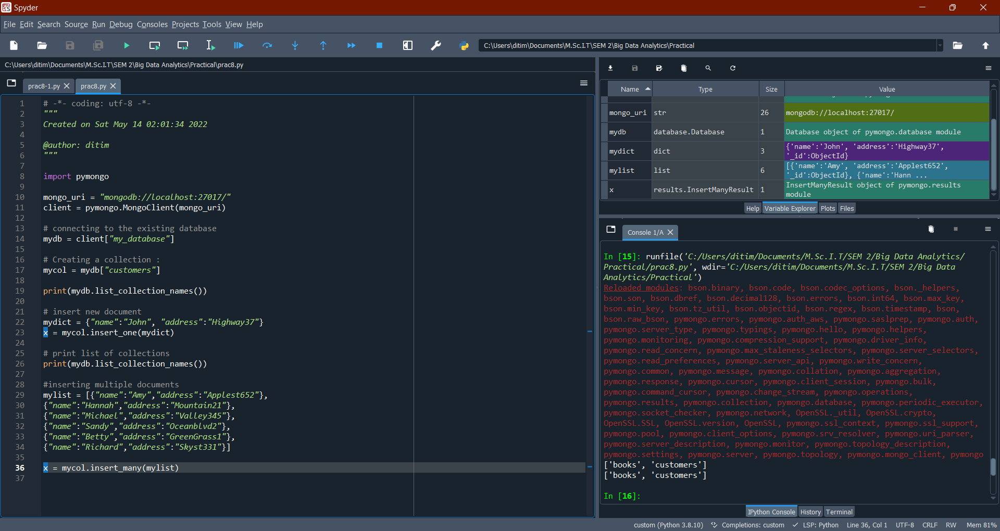 Spyder
File Edit Search Source Run Debug Consoles Projects Tools View Help
C:\Users\ditim\Documents\M.Sc.I.T\SEM 2\Big Data Analytics\Practical
C:\Users\ditim\Documents\M.Sc.I.T\SEM 2\Big Data Analytics\Practical\prac8.py
prac8-1.py prac8.py
1 # -*- coding: utf-8 -*-
2 """
3 Created on Sat May 14 02:01:34 2022
4
5 @author: ditim
6 """
7
8 import pymongo
9
10 mongo_uri = "mongodb://localhost:27017/"
11 client = pymongo.MongoClient(mongo_uri)
12
13 # connecting to the existing database
14 mydb = client["my_database"]
15
16 # Creating a collection :
17 mycol = mydb["customers"]
18
19 print(mydb.list_collection_names())
20
21 # insert new document
22 mydict = {"name":"John", "address":"Highway37"}
23 x = mycol.insert_one(mydict)
24
25 # print list of collections
26 print(mydb.list_collection_names())
27
28 #inserting multiple documents
29 mylist = [{"name":"Amy","address":"Applest652"},
30 {"name":"Hannah","address":"Mountain21"},
31 {"name":"Michael","address":"Valley345"},
32 {"name":"Sandy","address":"Oceanblvd2"},
33 {"name":"Betty","address":"GreenGrass1"},
34 {"name":"Richard","address":"Skyst331"}]
35
36 x = mycol.insert_many(mylist)
37
Name Type Size Value
mongo_uri str 26 mongodb://localhost:27017/
mydb database.Database 1 Database object of pymongo.database module
mydict dict 3 {'name':'John', 'address':'Highway37',
'_id':ObjectId}
mylist list 6 [{'name':'Amy', 'address':'Applest652',
'_id':ObjectId}, {'name':'Hann ...
x results.InsertManyResult 1 InsertManyResult object of pymongo.results
module
Help Variable Explorer Plots Files
Console 1/A
In [15]: runfile('C:/Users/ditim/Documents/M.Sc.I.T/SEM 2/Big Data Analytics/
Practical/prac8.py', wdir='C:/Users/ditim/Documents/M.Sc.I.T/SEM 2/Big Data
Analytics/Practical')
Reloaded modules: bson.binary, bson.code, bson.codec_options, bson._helpers,
bson.son, bson.dbref, bson.decimal128, bson.errors, bson.int64, bson.max_key,
bson.min_key, bson.tz_util, bson.objectid, bson.regex, bson.timestamp, bson,
bson.raw_bson, pymongo.errors, pymongo.auth_aws, pymongo.saslprep, pymongo.auth,
pymongo.server_type, pymongo.typings, pymongo.hello, pymongo.helpers,
pymongo.monitoring, pymongo.compression_support, pymongo.driver_info,
pymongo.read_concern, pymongo.max_staleness_selectors, pymongo.server_selectors,
pymongo.read_preferences, pymongo.server_api, pymongo.write_concern,
pymongo.common, pymongo.message, pymongo.collation, pymongo.aggregation,
pymongo.response, pymongo.cursor, pymongo.client_session, pymongo.bulk,
pymongo.command_cursor, pymongo.change_stream, pymongo.operations,
pymongo.results, pymongo.collection, pymongo.database, pymongo.periodic_executor,
pymongo.socket_checker, pymongo.network, OpenSSL._util, OpenSSL.crypto,
OpenSSL.SSL, OpenSSL.version, OpenSSL, pymongo.ssl_context, pymongo.ssl_support,
pymongo.pool, pymongo.client_options, pymongo.srv_resolver, pymongo.uri_parser,
pymongo.server_description, pymongo.monitor, pymongo.topology_description,
pymongo.settings, pymongo.server, pymongo.topology, pymongo.mongo_client, pymongo
['books', 'customers']
['books', 'customers']
In [16]:
IPython Console History Terminal
custom (Python 3.8.10) Completions: custom LSP: Python Line 36, Col 1 UTF-8 CRLF RW Mem 81%